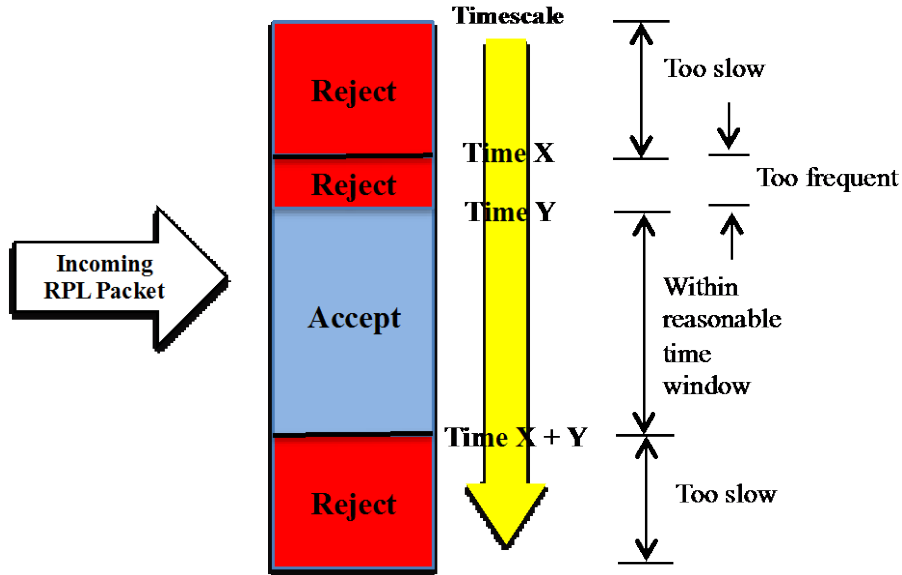 Timescale
Reject
Too slow
Time X
Reject
Too frequent
Time Y
Incoming
RPL Packet
Accept
Within
reasonable
time
window
Time X + Y
Reject
Too slow